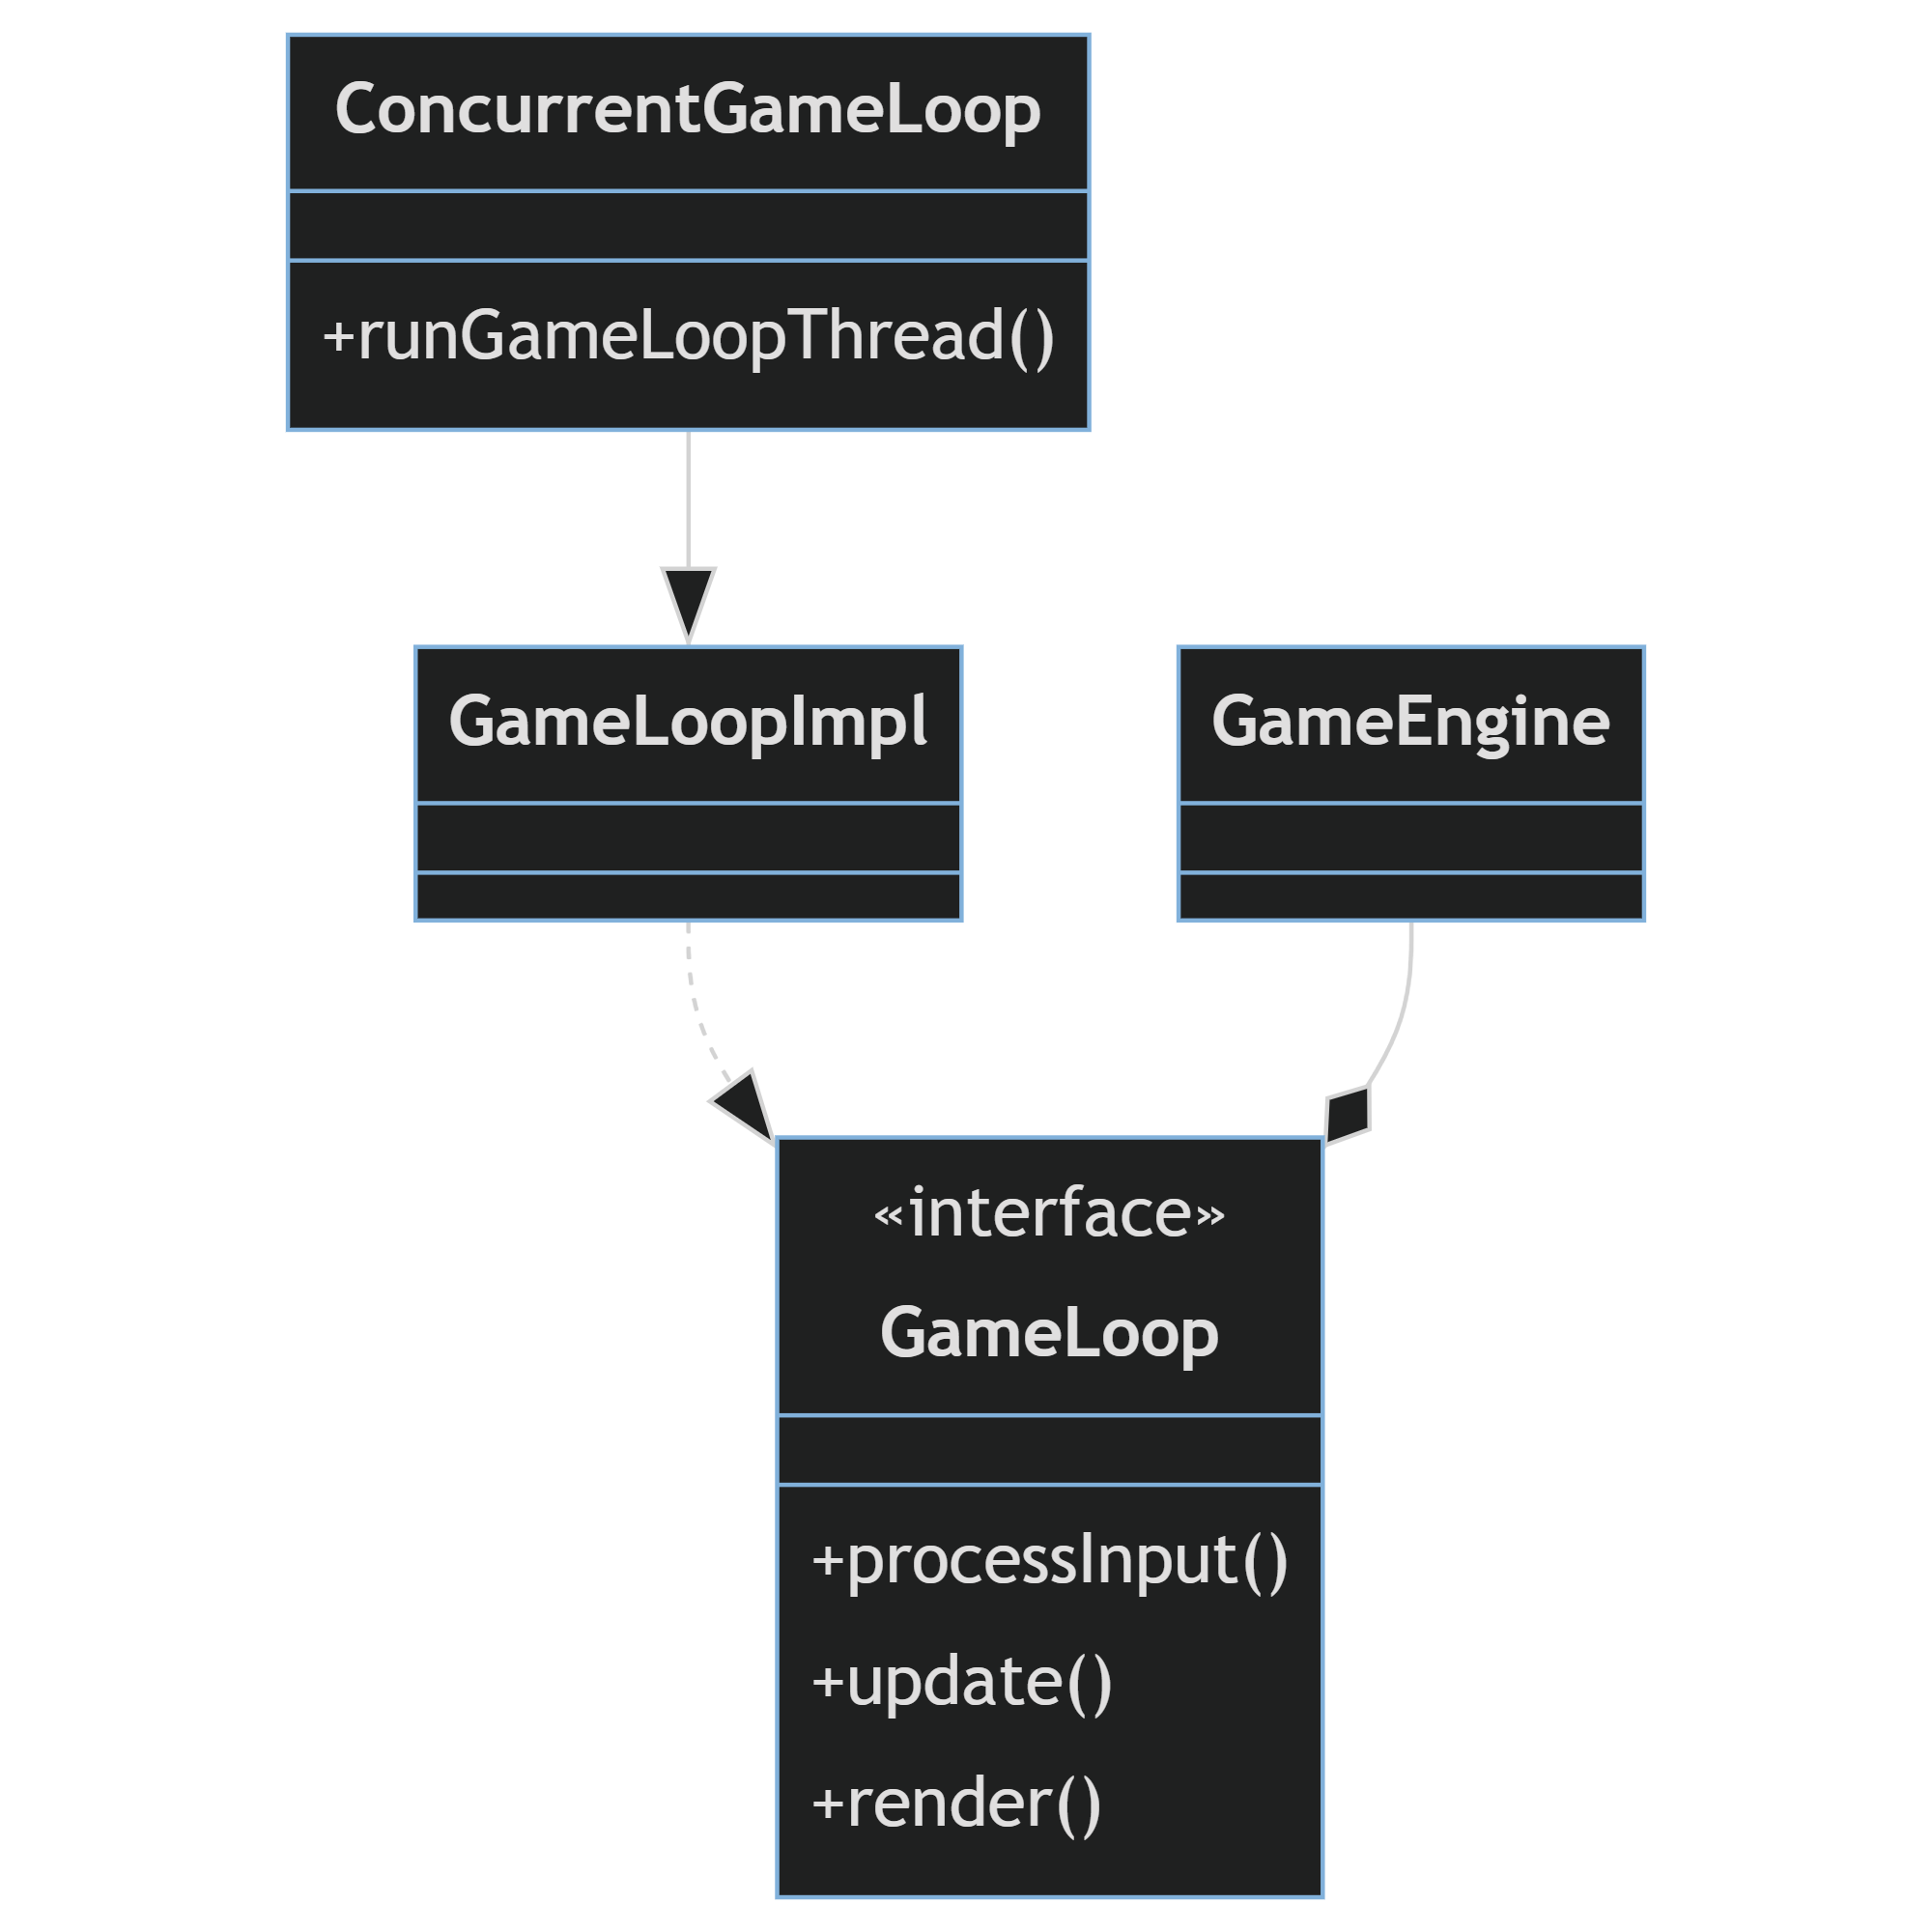 ConcurrentGameLoop
+runGameLoopThread()
GameLoopImpl
GameEngine
«interface»
GameLoop
+processInput()
+update()
+render()